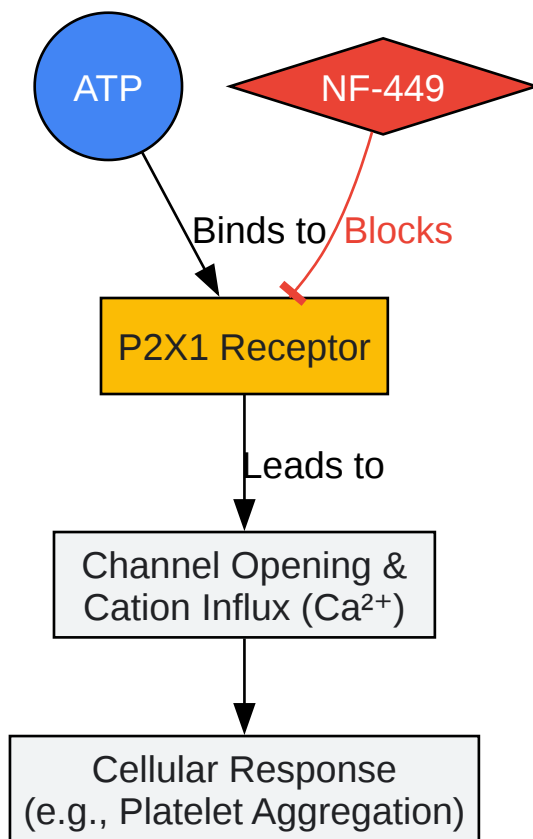 ATP
NF-449
Binds to
Blocks
P2X1 Receptor
Leads to
Channel Opening &
Cation Influx (Ca²⁺)
Cellular Response
(e.g., Platelet Aggregation)